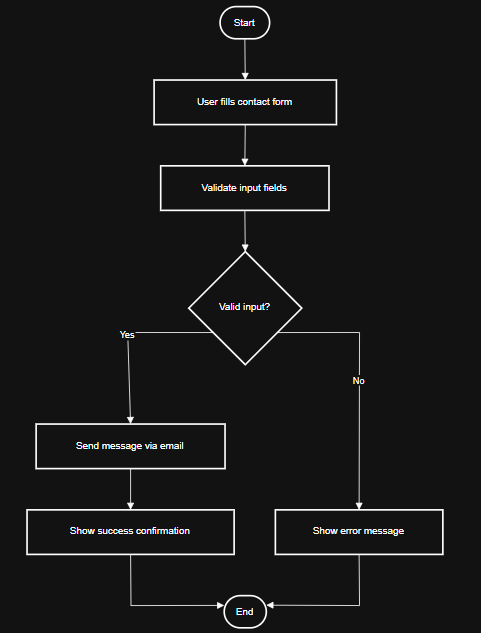 Start
User fills contact form
Validate input fields
Valid input?
Yes
No
Send message via email
Show success confirmation
Show error message
End